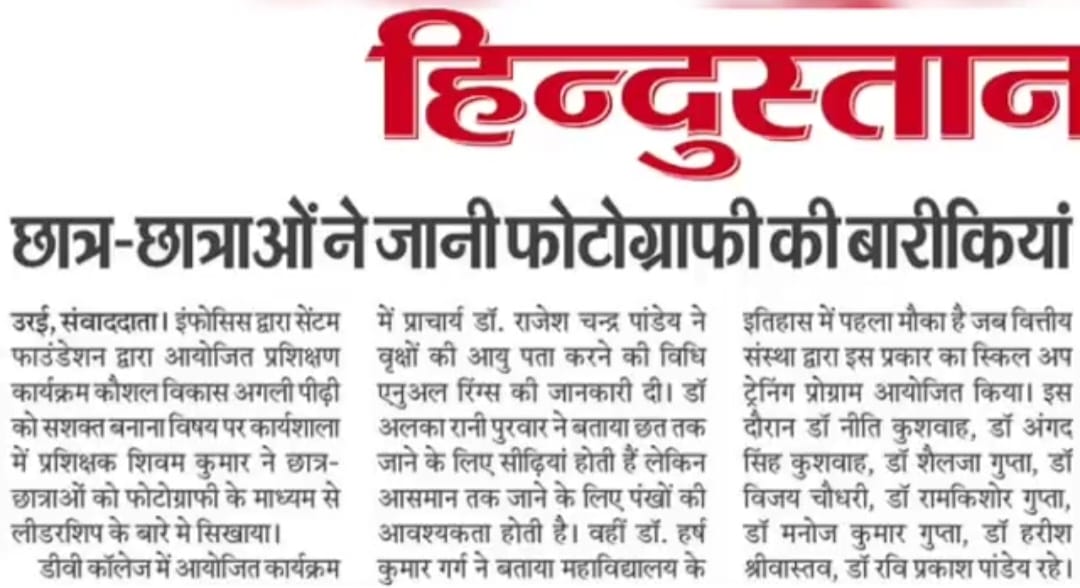 हिन्दुस्तान
छात्र-छात्राओं ने जानी फोटोग्राफी की बारीकियां
उरई, संवाददाता। इंफोसिस द्वारा सेंटम
फाउंडेशन द्वारा आयोजित प्रशिक्षण
कार्यक्रम कौशल विकास अगली पीढ़ी
को सशक्त बनाना विषय पर कार्यशाला
में प्रशिक्षक शिवम कुमार ने छात्र-
छात्राओं को फोटोग्राफी के माध्यम से
लीडरशिप के बारे मे सिखाया।
डीवी कॉलेज में आयोजित कार्यक्रम
में प्राचार्य डॉ. राजेश चन्द्र पांडेय ने
वृक्षों की आयु पता करने की विधि
एनुअल रिंग्स की जानकारी दी। डॉ
अलका रानी पुरवार ने बताया छत तक
जाने के लिए सीढ़ियां होती हैं लेकिन
आसमान तक जाने के लिए पंखों की
आवश्यकता होती है। वहीं डॉ. हर्ष
कुमार गर्ग ने बताया महाविद्यालय के
इतिहास में पहला मौका है जब वित्तीय
संस्था द्वारा इस प्रकार का स्किल अप
ट्रेनिंग प्रोग्राम आयोजित किया। इस
दौरान डॉ नीति कुशवाह, डॉ अंगद
सिंह कुशवाह, डॉ शैलजा गुप्ता, डॉ
विजय चौधरी, डॉ रामकिशोर गुप्ता,
डॉ मनोज कुमार गुप्ता, डॉ हरीश
श्रीवास्तव, डॉ रवि प्रकाश पांडेय रहे।